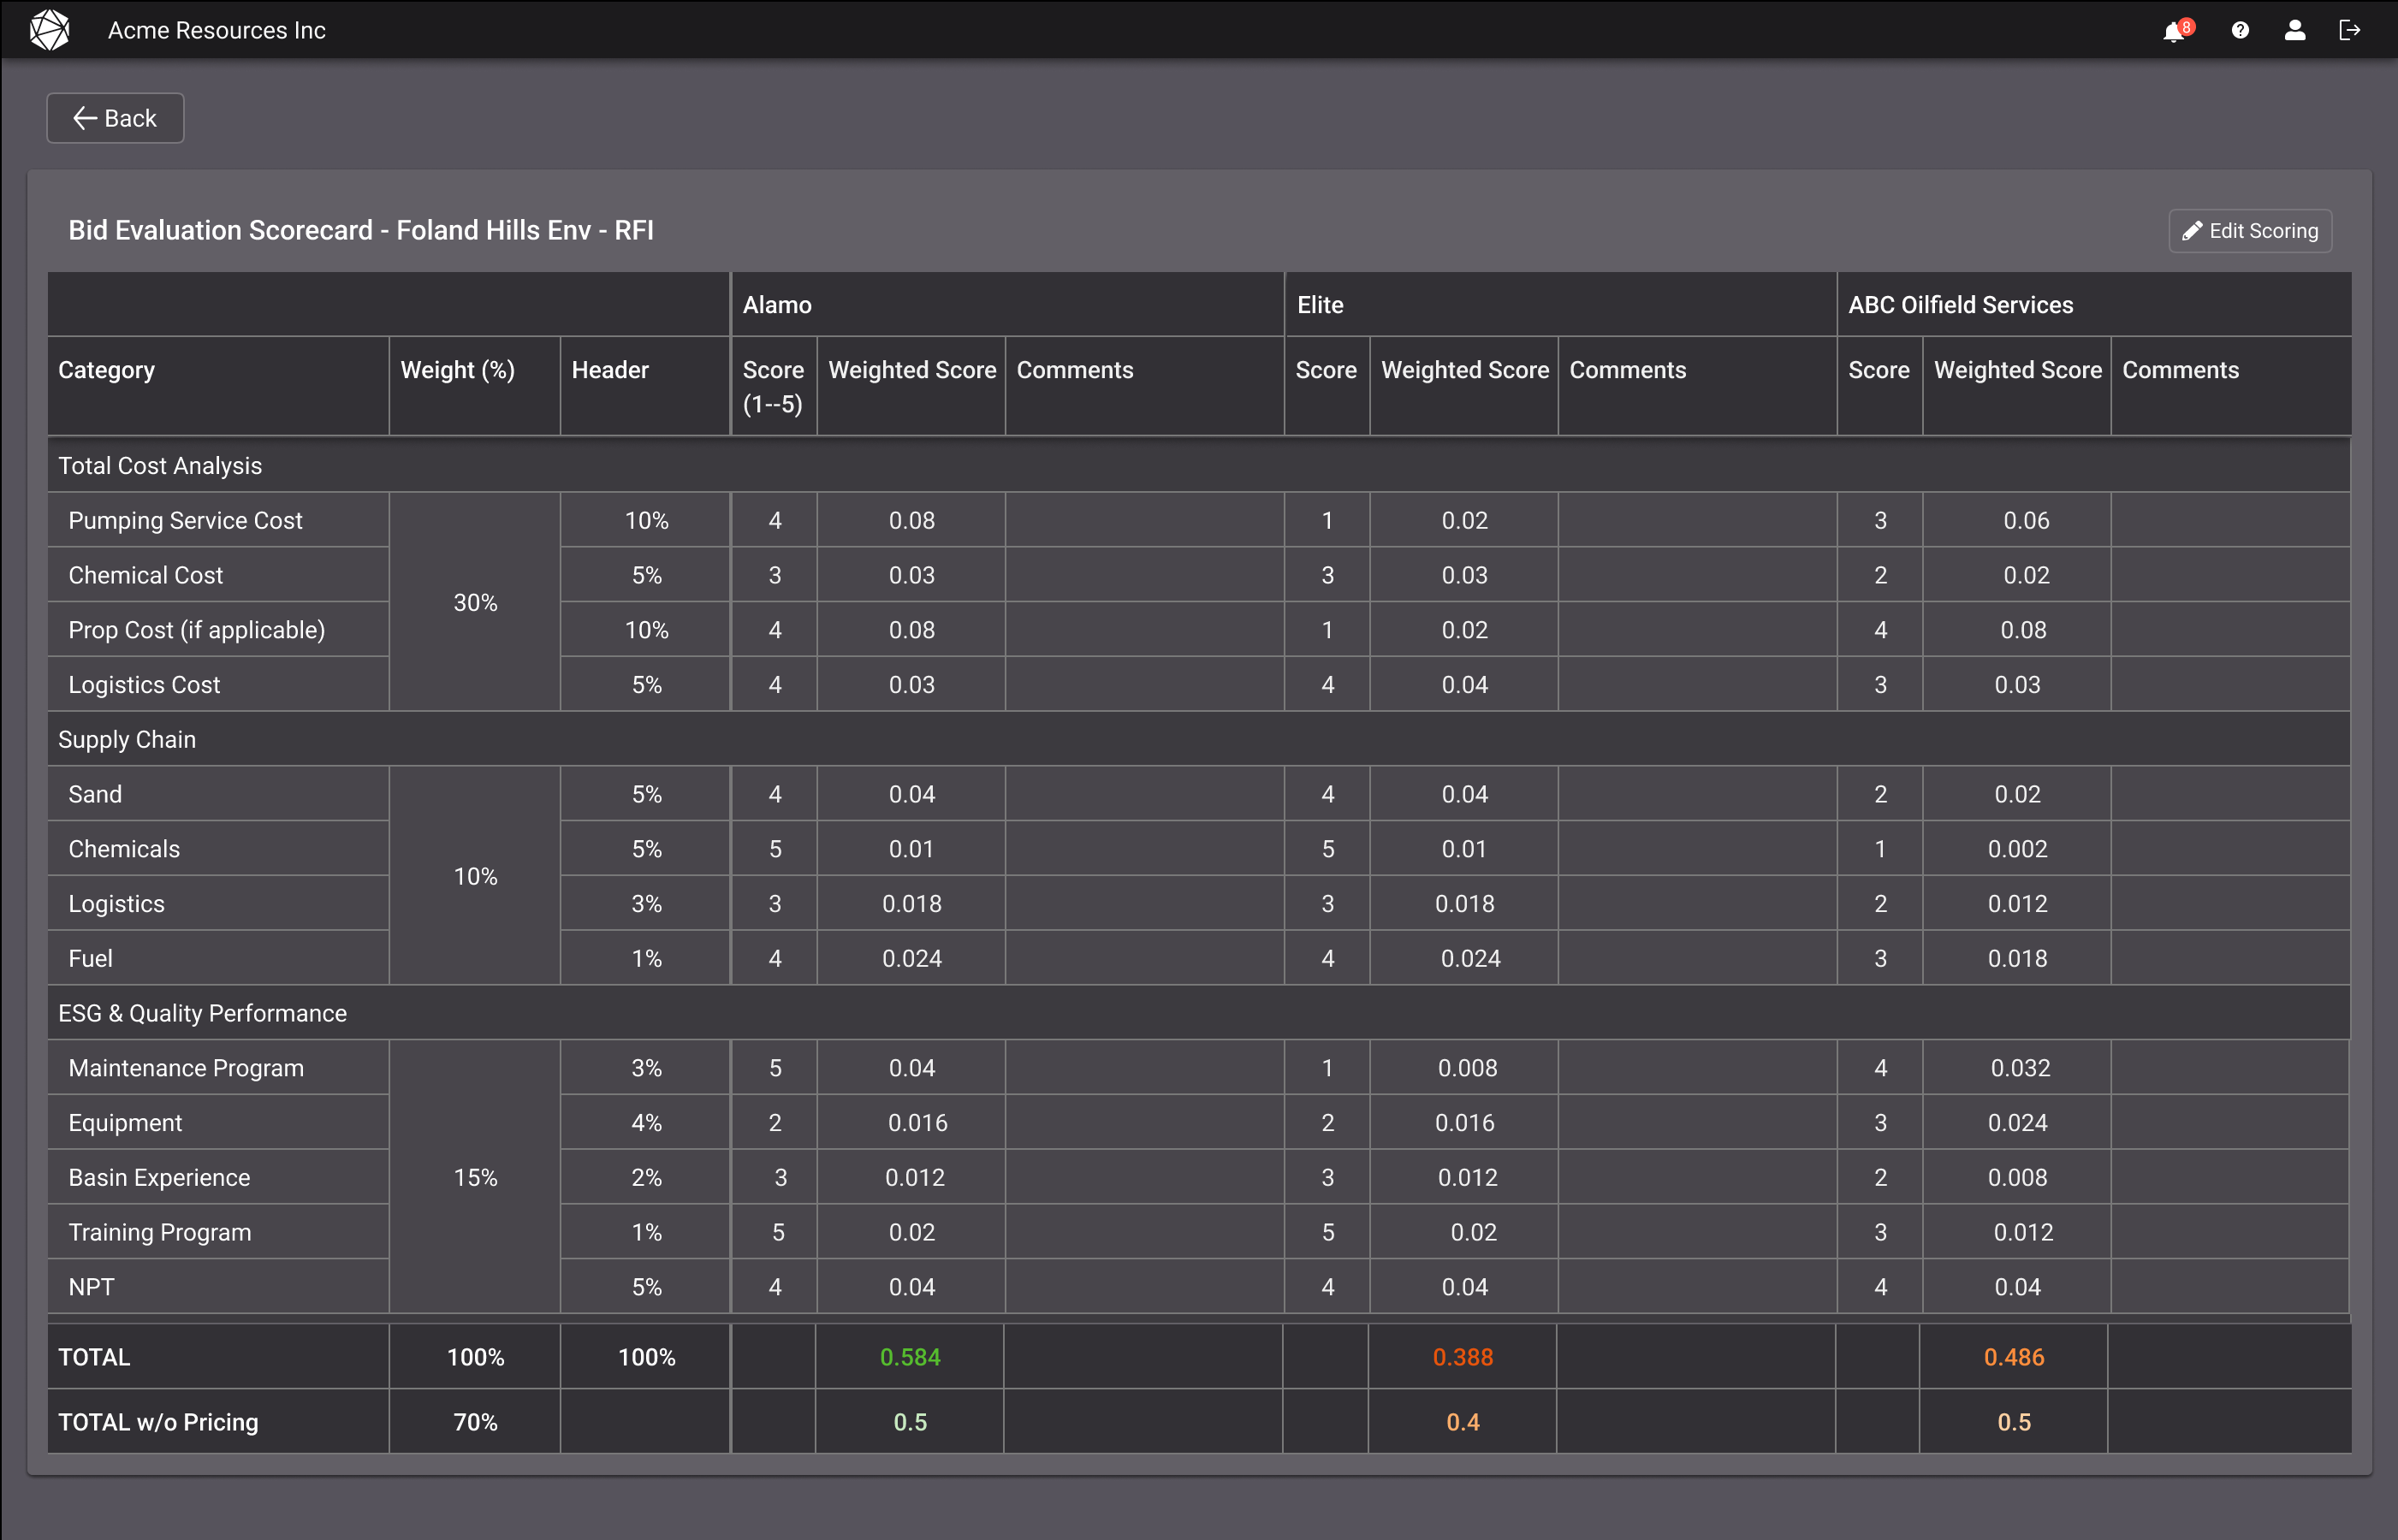 Acme Resources Inc
8
?
Back
Bid Evaluation Scorecard - Foland Hills Env - RFI
Edit Scoring
Alamo Elite ABC Oilfield Services
Category Weight (%) Header Score Weighted Score Comments Score Weighted Score Comments Score Weighted Score Comments
(1--5)
Total Cost Analysis
Pumping Service Cost 10% 4 0.08 1 0.02 3 0.06
Chemical Cost 5% 3 0.03 3 0.03 2 0.02
30%
Prop Cost (if applicable) 10% 4 0.08 1 0.02 4 0.08
Logistics Cost 5% 4 0.03 4 0.04 3 0.03
Supply Chain
Sand 5% 4 0.04 4 0.04 2 0.02
Chemicals 5% 5 0.01 5 0.01 1 0.002
10%
Logistics 3% 3 0.018 3 0.018 2 0.012
Fuel 1% 4 0.024 4 0.024 3 0.018
ESG & Quality Performance
Maintenance Program 3% 5 0.04 1 0.008 4 0.032
Equipment 4% 2 0.016 2 0.016 3 0.024
Basin Experience 15% 2% 3 0.012 3 0.012 2 0.008
Training Program 1% 5 0.02 5 0.02 3 0.012
NPT 5% 4 0.04 4 0.04 4 0.04
TOTAL 100% 100% 0.584 0.388 0.486
TOTAL w/o Pricing 70% 0.5 0.4 0.5